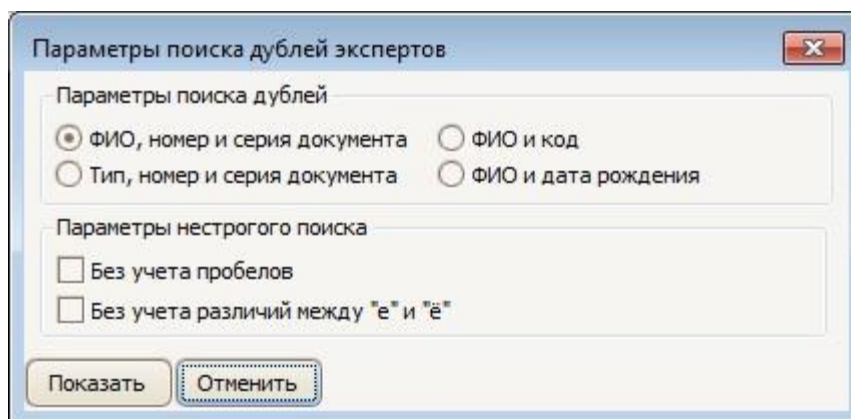 Параметры поиска дублей экспертов
Параметры поиска дублей
ФИО, номер и серия документа ФИО и код
Тип, номер и серия документа ФИО и дата рождения
Параметры нестрогого поиска
Без учета пробелов
Без учета различий между "е" и "ё"
Показать Отменить